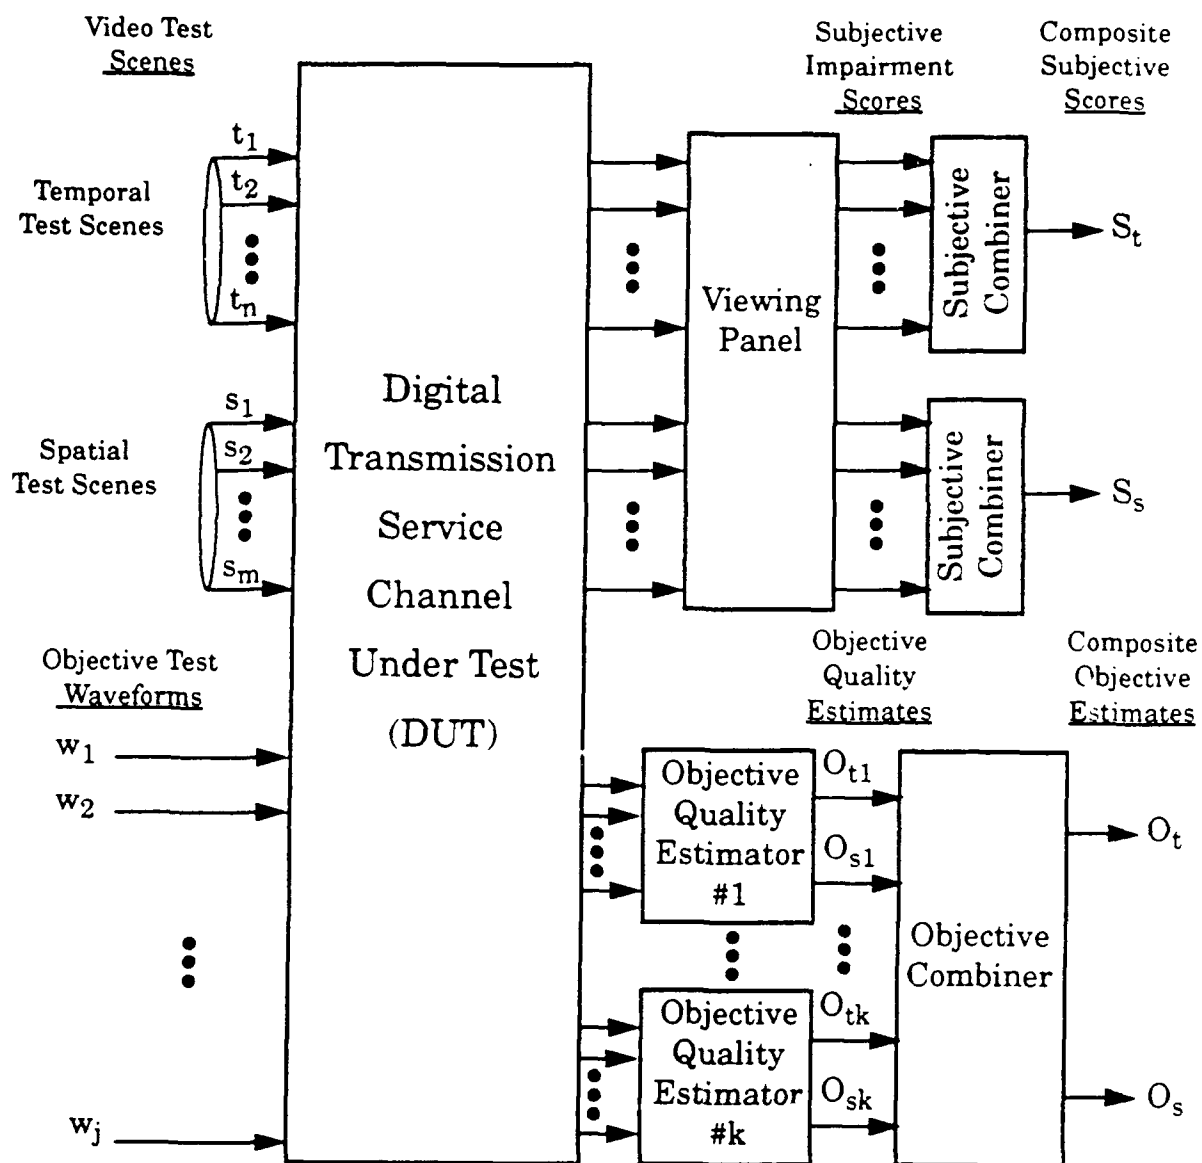 Video Test
Scenes
Subjective
Impairment
Scores
Composite
Subjective
Scores
t1
t2
tn
Temporal
Test Scenes
Viewing
Panel
Subjective
Combiner
St
s1
s2
sm
Spatial
Test Scenes
Subjective
Combiner
Ss
Digital
Transmission
Service
Channel
Under Test
(DUT)
Objective Test
Waveforms
Objective
Quality
Estimates
Composite
Objective
Estimates
w1
w2
wj
Objective
Quality
Estimator
#1
Ot1
Os1
Objective
Quality
Estimator
#k
Otk
Osk
Objective
Combiner
Ot
Os